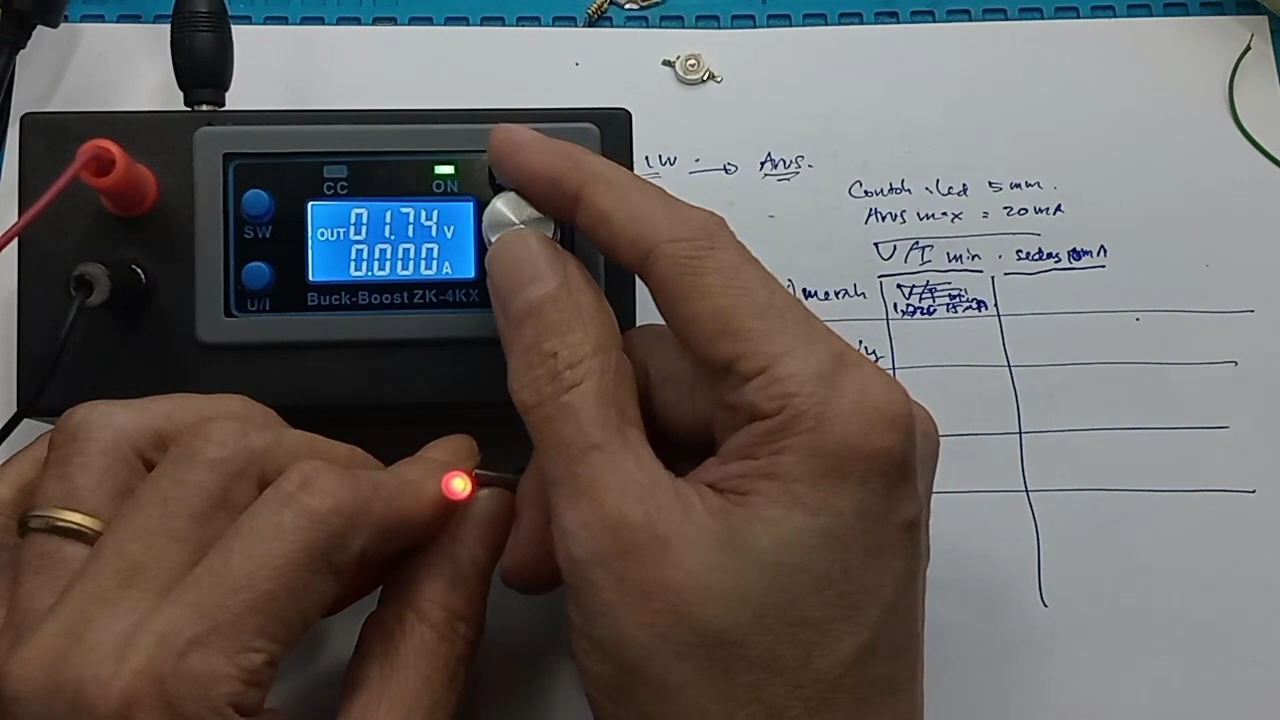 CC
ON
SW
OUT 01.74 V
0.000 A
U/I
Buck-Boost ZK-4KX
1W → Arus.
Contoh : led 5mm.
Arus max = 20mA
V/I min.
merah